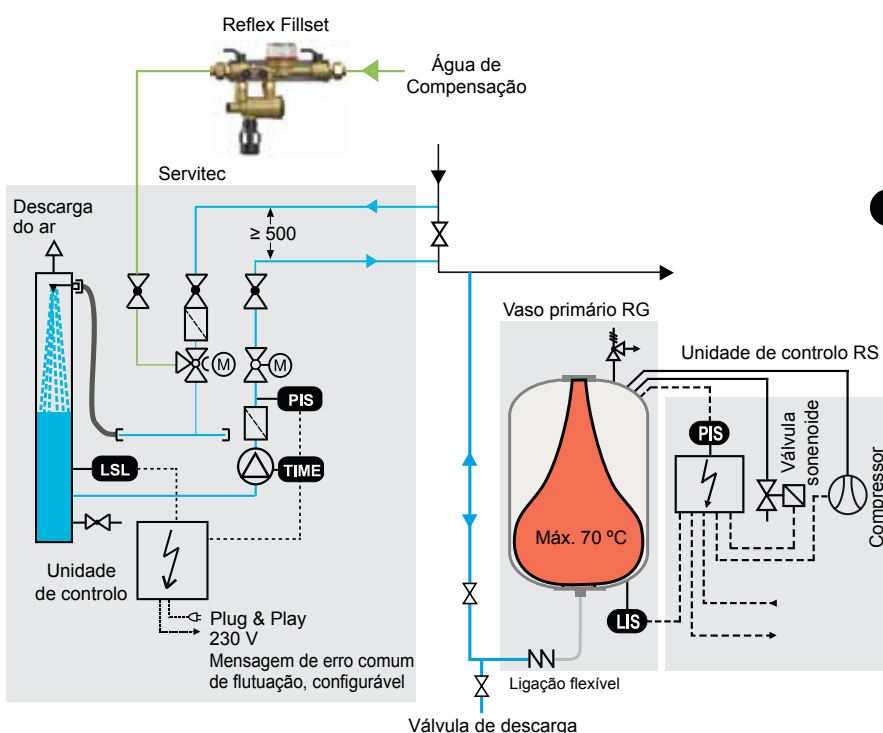 Reflex Fillset
Água de
Compensação
Servitec
Descarga
do ar
≥ 500
M
M
PIS
LSL
TIME
Unidade
de controlo
Plug & Play
230 V
Mensagem de erro comum
de flutuação, configurável
Vaso primário RG
Unidade de controlo RS
PIS
Válvula
sonenoide
Compressor
Máx. 70 ºC
LIS
Ligação flexível
Válvula de descarga